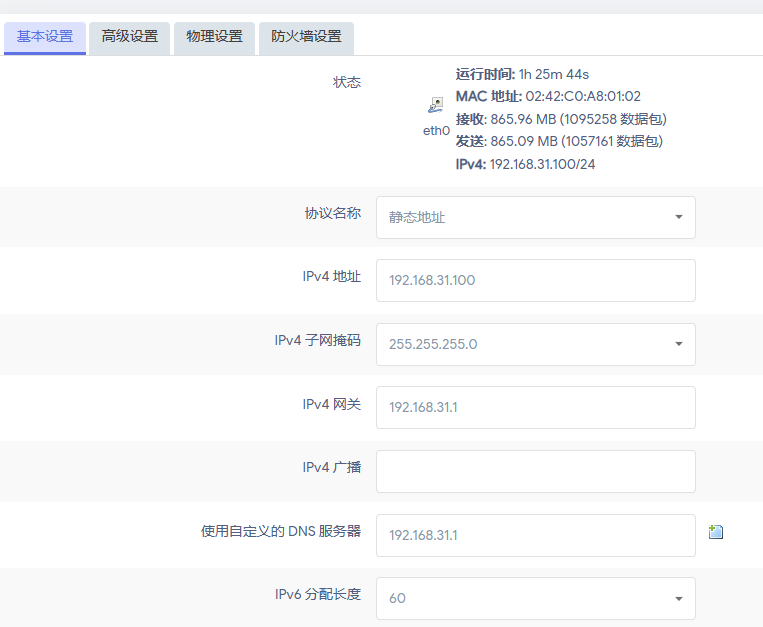 基本设置 高级设置 物理设置 防火墙设置
状态
eth0
运行时间: 1h 25m 44s
MAC 地址: 02:42:C0:A8:01:02
接收: 865.96 MB (1095258 数据包)
发送: 865.09 MB (1057161 数据包)
IPv4: 192.168.31.100/24
协议名称 静态地址
IPv4 地址 192.168.31.100
IPv4 子网掩码 255.255.255.0
IPv4 网关 192.168.31.1
IPv4 广播
使用自定义的 DNS 服务器 192.168.31.1
IPv6 分配长度 60